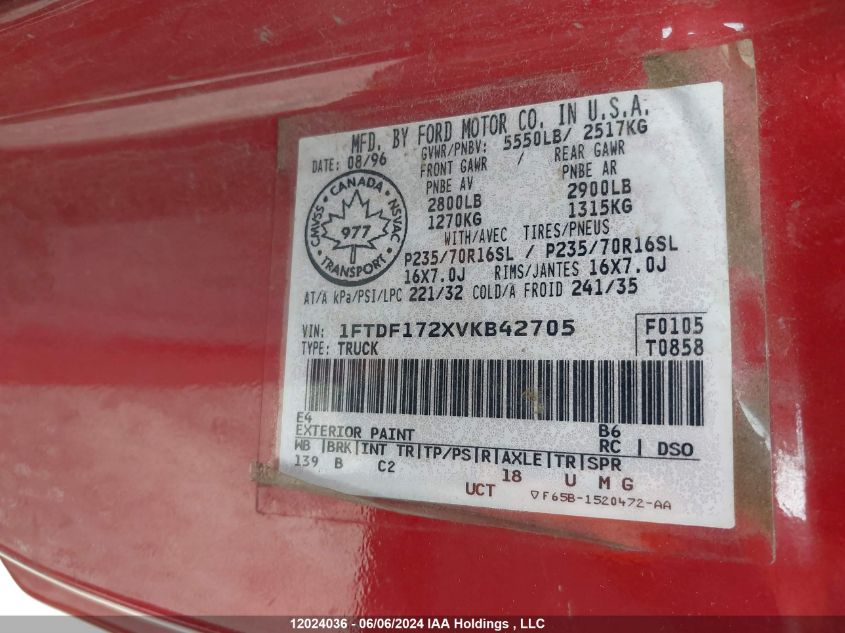 MFD. BY FORD MOTOR CO. IN U.S.A.
DATE: 08/96 GVWR/PNBV: 5550LB/ 2517KG
FRONT GAWR / REAR GAWR
PNBE AV PNBE AR
2800LB 2900LB
1270KG 1315KG
WITH/AVEC TIRES/PNEUS
P235/70R16SL / P235/70R16SL
16X7.0J RIMS/JANTES 16X7.0J
AT/A kPa/PSI/LPC 221/32 COLD/A FROID 241/35
CANADA
CMVSS NSVAC
977
TRANSPORT
VIN: 1FTDF172XVKB42705 F0105
TYPE: TRUCK T0858
E4 B6
EXTERIOR PAINT RC DSO
WB |BRK|INT TR|TP/PS|R|AXLE|TR|SPR
139 B C2 18 U M G
UCT ▽F65B-1520472-AA
12024036 - 06/06/2024 IAA Holdings , LLC